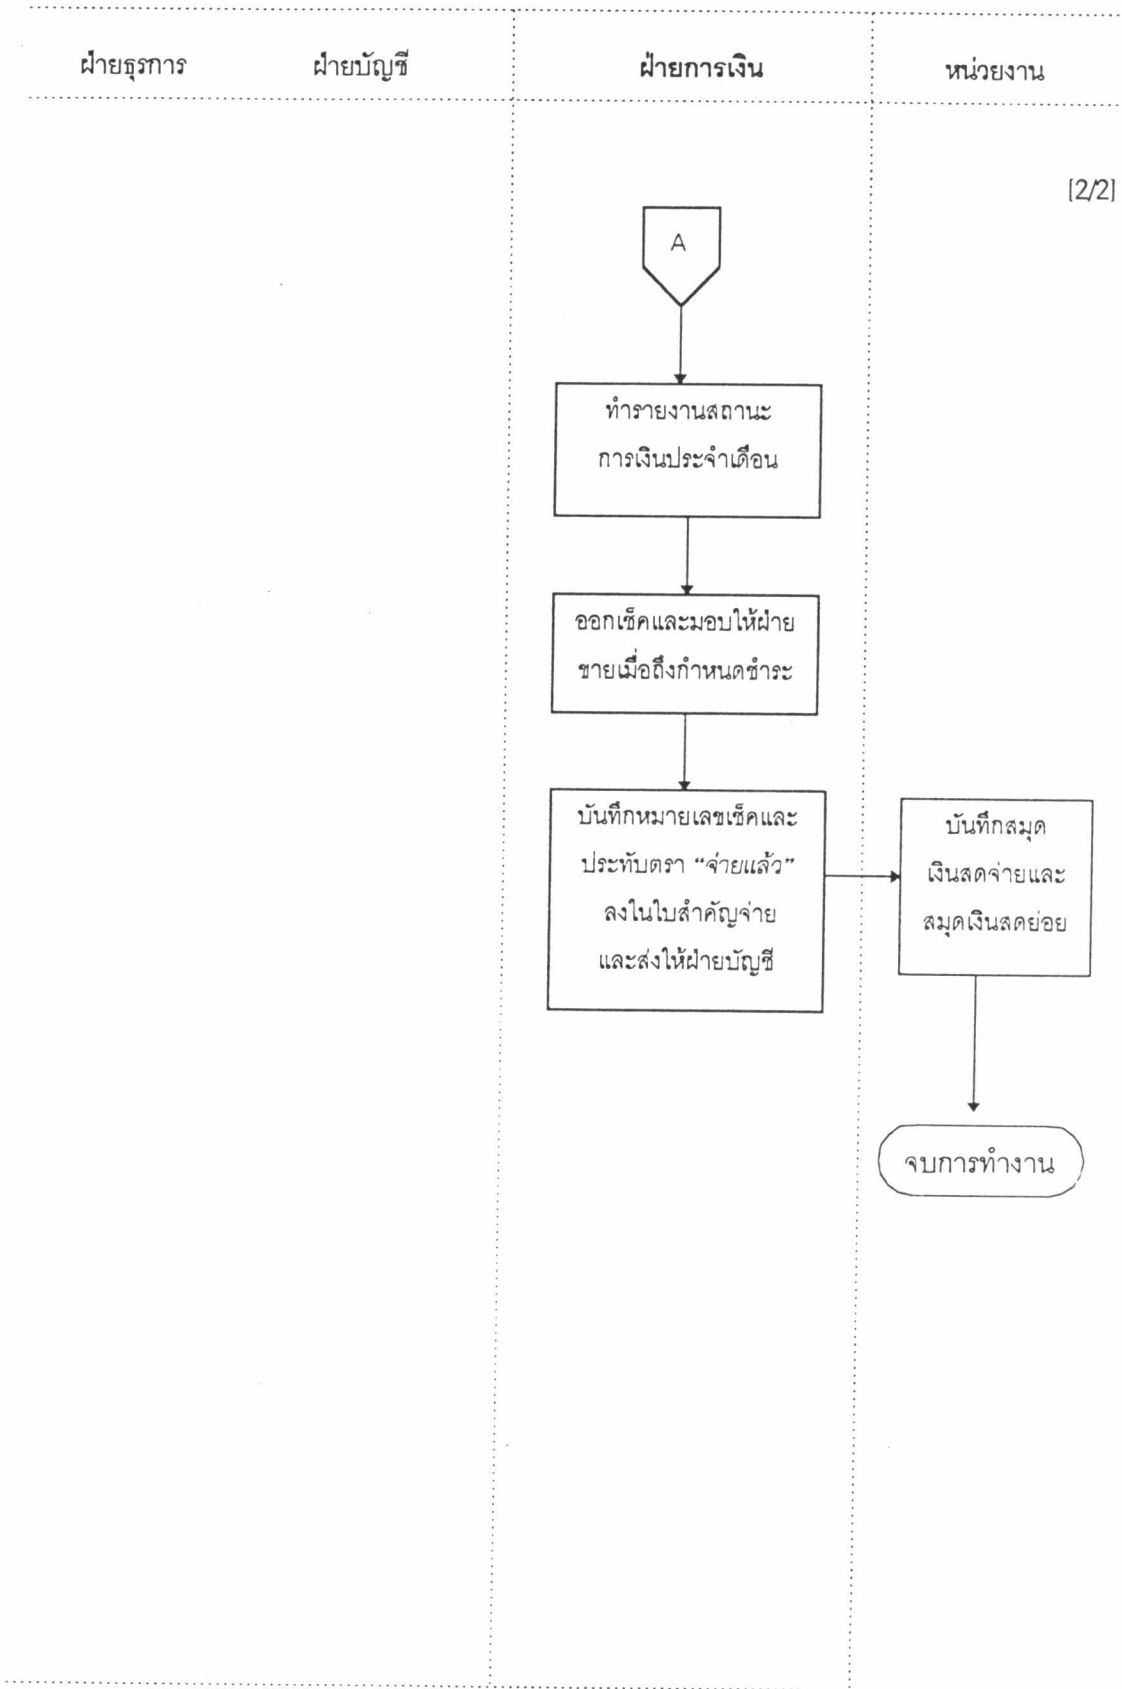 ฝ่ายธุรการ ฝ่ายบัญชี ฝ่ายการเงิน หน่วยงาน
[2/2]
A
ทำรายงานสถานะ
การเงินประจำเดือน
ออกเช็คและมอบให้ฝ่าย
ขายเมื่อถึงกำหนดชำระ
บันทึกหมายเลขเช็คและ
ประทับตรา “จ่ายแล้ว”
ลงในใบสำคัญจ่าย
และส่งให้ฝ่ายบัญชี
บันทึกสมุด
เงินสดจ่ายและ
สมุดเงินสดย่อย
จบการทำงาน